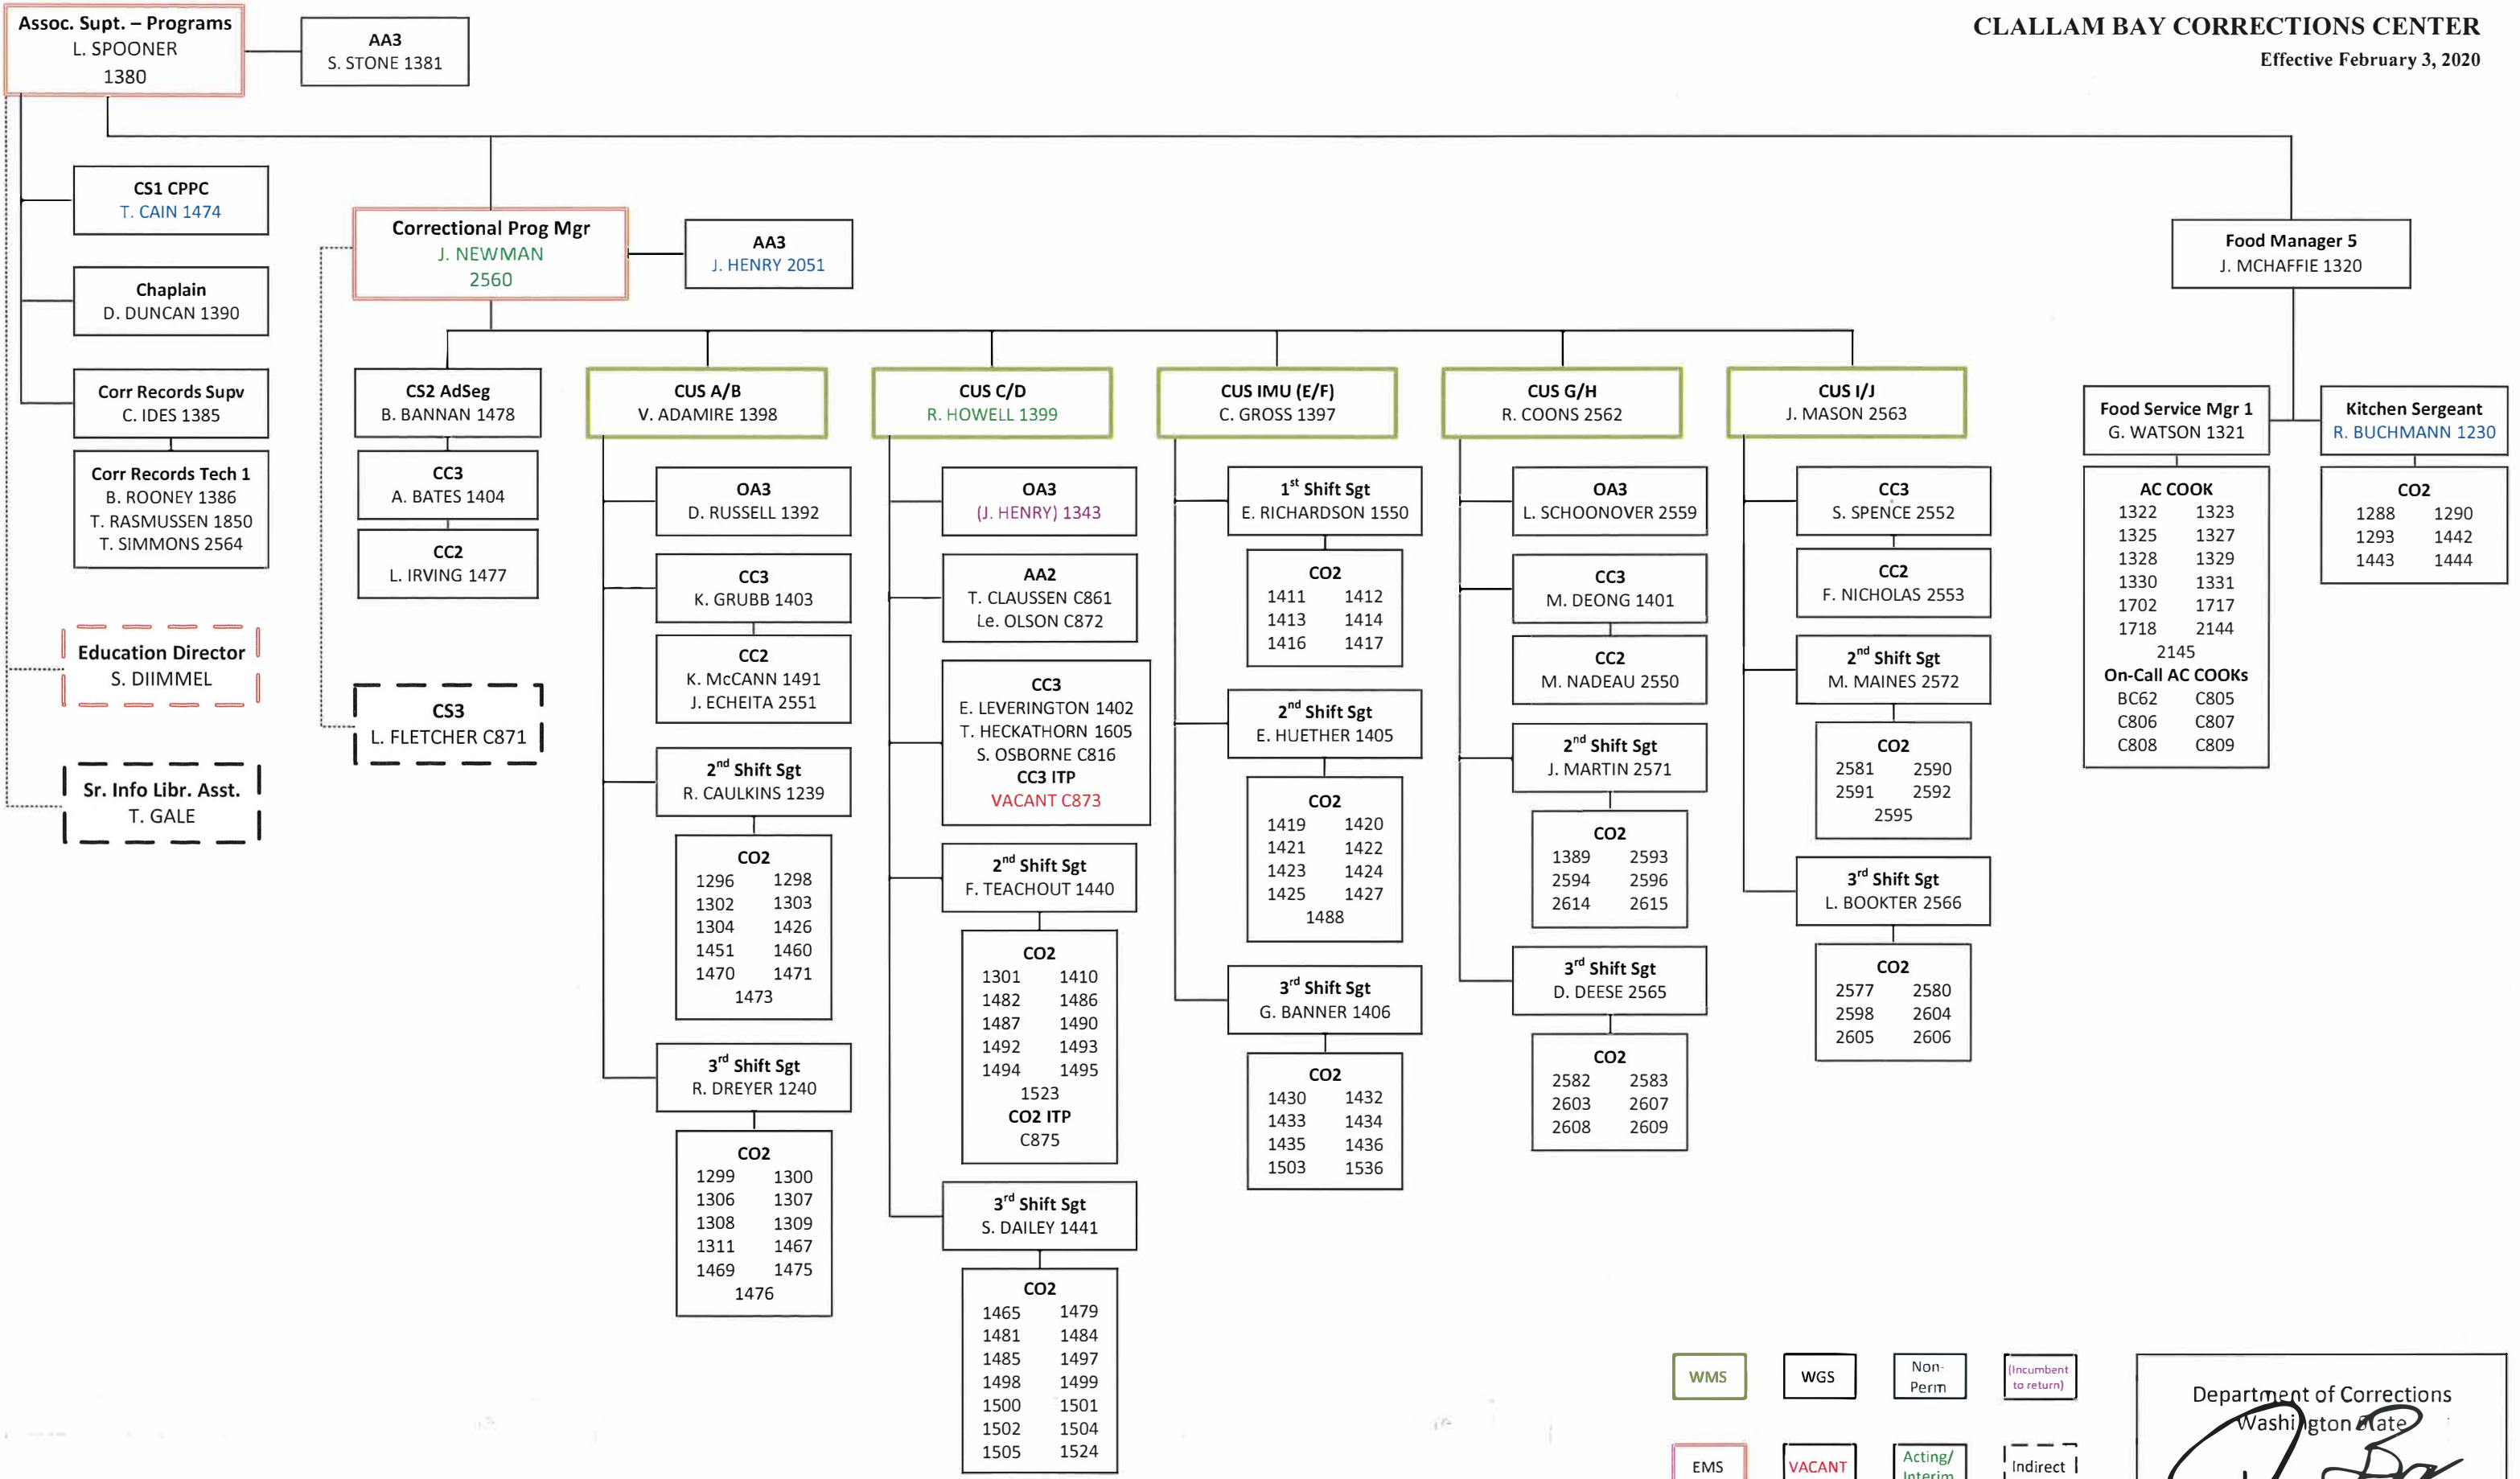 CLALLAM BAY CORRECTIONS CENTER
Effective February 3, 2020
Assoc. Supt. – Programs
L. SPOONER
1380
AA3
S. STONE 1381
CS1 CPPC
T. CAIN 1474
Chaplain
D. DUNCAN 1390
Corr Records Supv
C. IDES 1385
Corr Records Tech 1
B. ROONEY 1386
T. RASMUSSEN 1850
T. SIMMONS 2564
Education Director
S. DIIMMEL
Sr. Info Libr. Asst.
T. GALE
Correctional Prog Mgr
J. NEWMAN
2560
AA3
J. HENRY 2051
CS2 AdSeg
B. BANNAN 1478
CC3
A. BATES 1404
CC2
L. IRVING 1477
CS3
L. FLETCHER C871
CUS A/B
V. ADAMIRE 1398
OA3
D. RUSSELL 1392
CC3
K. GRUBB 1403
CC2
K. McCANN 1491
J. ECHEITA 2551
2nd Shift Sgt
R. CAULKINS 1239
CO2
1296 1298
1302 1303
1304 1426
1451 1460
1470 1471
1473
3rd Shift Sgt
R. DREYER 1240
CO2
1299 1300
1306 1307
1308 1309
1311 1467
1469 1475
1476
CUS C/D
R. HOWELL 1399
OA3
(J. HENRY) 1343
AA2
T. CLAUSSEN C861
Le. OLSON C872
CC3
E. LEVERINGTON 1402
T. HECKATHORN 1605
S. OSBORNE C816
CC3 ITP
VACANT C873
2nd Shift Sgt
F. TEACHOUT 1440
CO2
1301 1410
1482 1486
1487 1490
1492 1493
1494 1495
1523
CO2 ITP
C875
3rd Shift Sgt
S. DAILEY 1441
CO2
1465 1479
1481 1484
1485 1497
1498 1499
1500 1501
1502 1504
1505 1524
CUS IMU (E/F)
C. GROSS 1397
1st Shift Sgt
E. RICHARDSON 1550
CO2
1411 1412
1413 1414
1416 1417
2nd Shift Sgt
E. HUETHER 1405
CO2
1419 1420
1421 1422
1423 1424
1425 1427
1488
3rd Shift Sgt
G. BANNER 1406
CO2
1430 1432
1433 1434
1435 1436
1503 1536
CUS G/H
R. COONS 2562
OA3
L. SCHOONOVER 2559
CC3
M. DEONG 1401
CC2
M. NADEAU 2550
2nd Shift Sgt
J. MARTIN 2571
CO2
1389 2593
2594 2596
2614 2615
3rd Shift Sgt
D. DEESE 2565
CO2
2582 2583
2603 2607
2608 2609
CUS I/J
J. MASON 2563
CC3
S. SPENCE 2552
CC2
F. NICHOLAS 2553
2nd Shift Sgt
M. MAINES 2572
CO2
2581 2590
2591 2592
2595
3rd Shift Sgt
L. BOOKTER 2566
CO2
2577 2580
2598 2604
2605 2606
Food Manager 5
J. MCHAFFIE 1320
Food Service Mgr 1
G. WATSON 1321
AC COOK
1322 1323
1325 1327
1328 1329
1330 1331
1702 1717
1718 2144
2145
On-Call AC COOKs
BC62 C805
C806 C807
C808 C809
Kitchen Sergeant
R. BUCHMANN 1230
CO2
1288 1290
1293 1442
1443 1444
WMS
WGS
Non-
Perm
(Incumbent
to return)
EMS
VACANT
Acting/
Interim
Indirect
Department of Corrections
Washington State